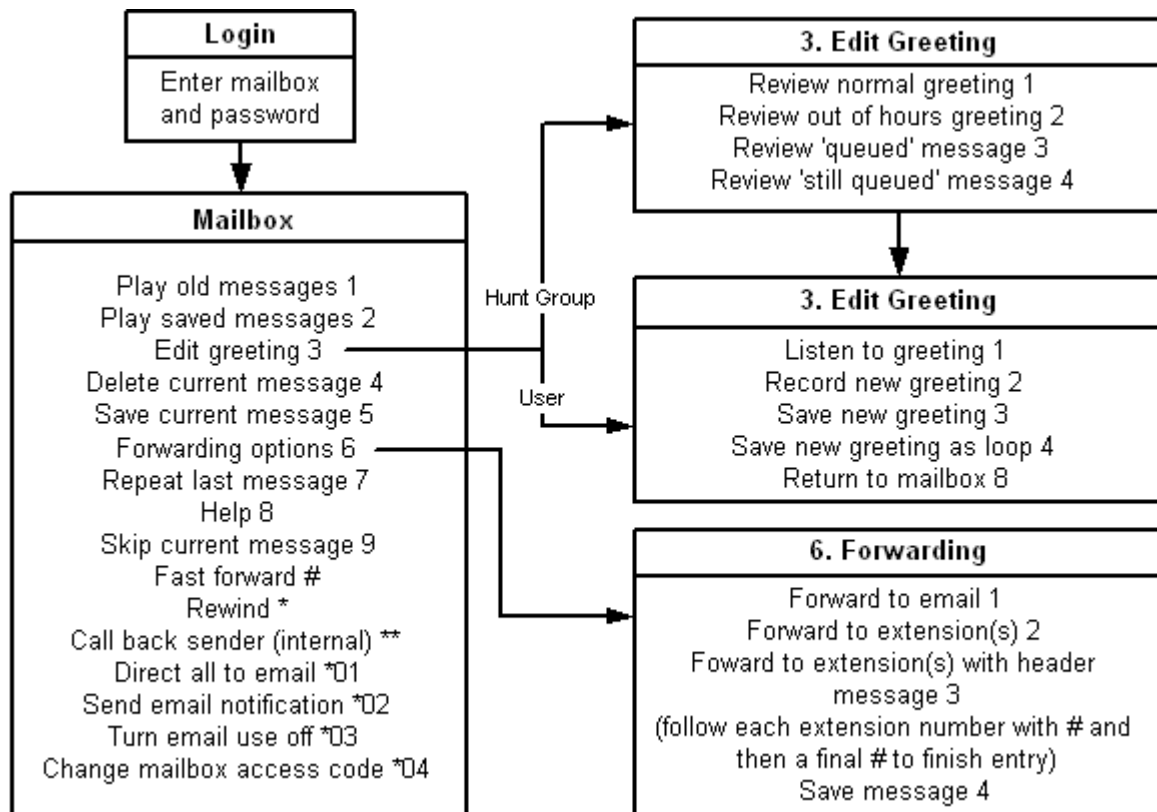 Login
Enter mailbox
and password
Mailbox
Play old messages 1
Play saved messages 2
Edit greeting 3
Delete current message 4
Save current message 5
Forwarding options 6
Repeat last message 7
Help 8
Skip current message 9
Fast forward #
Rewind *
Call back sender (internal) **
Direct all to email *01
Send email notification *02
Turn email use off *03
Change mailbox access code *04
Hunt Group
User
3. Edit Greeting
Review normal greeting 1
Review out of hours greeting 2
Review 'queued' message 3
Review 'still queued' message 4
3. Edit Greeting
Listen to greeting 1
Record new greeting 2
Save new greeting 3
Save new greeting as loop 4
Return to mailbox 8
6. Forwarding
Forward to email 1
Forward to extension(s) 2
Foward to extension(s) with header
message 3
(follow each extension number with # and
then a final # to finish entry)
Save message 4